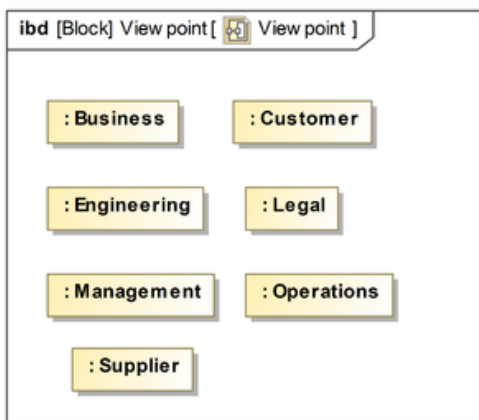 ibd [Block] View point [ View point ]
: Business
: Customer
: Engineering
: Legal
: Management
: Operations
: Supplier